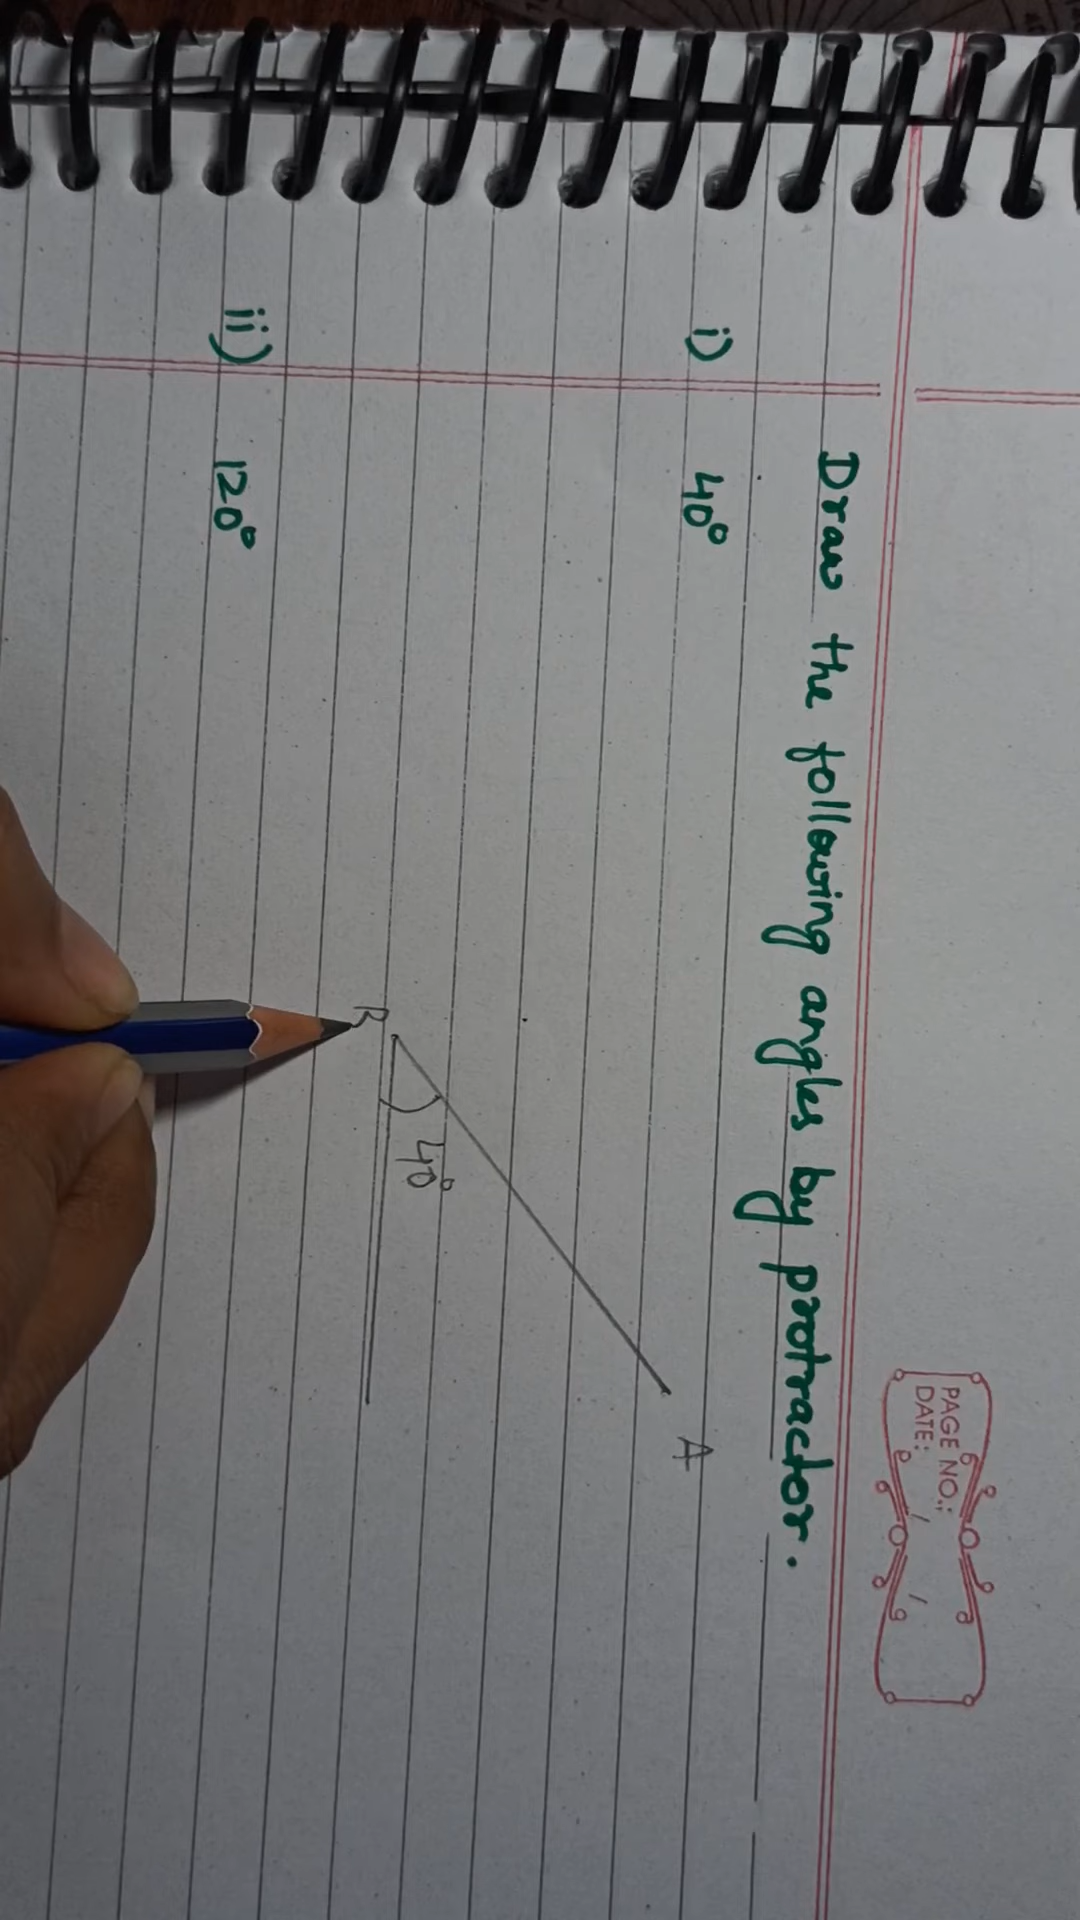 PAGE NO.:
DATE: / /
Draw the following angles by protractor.
i) 40°
A
40°
ii) 120°